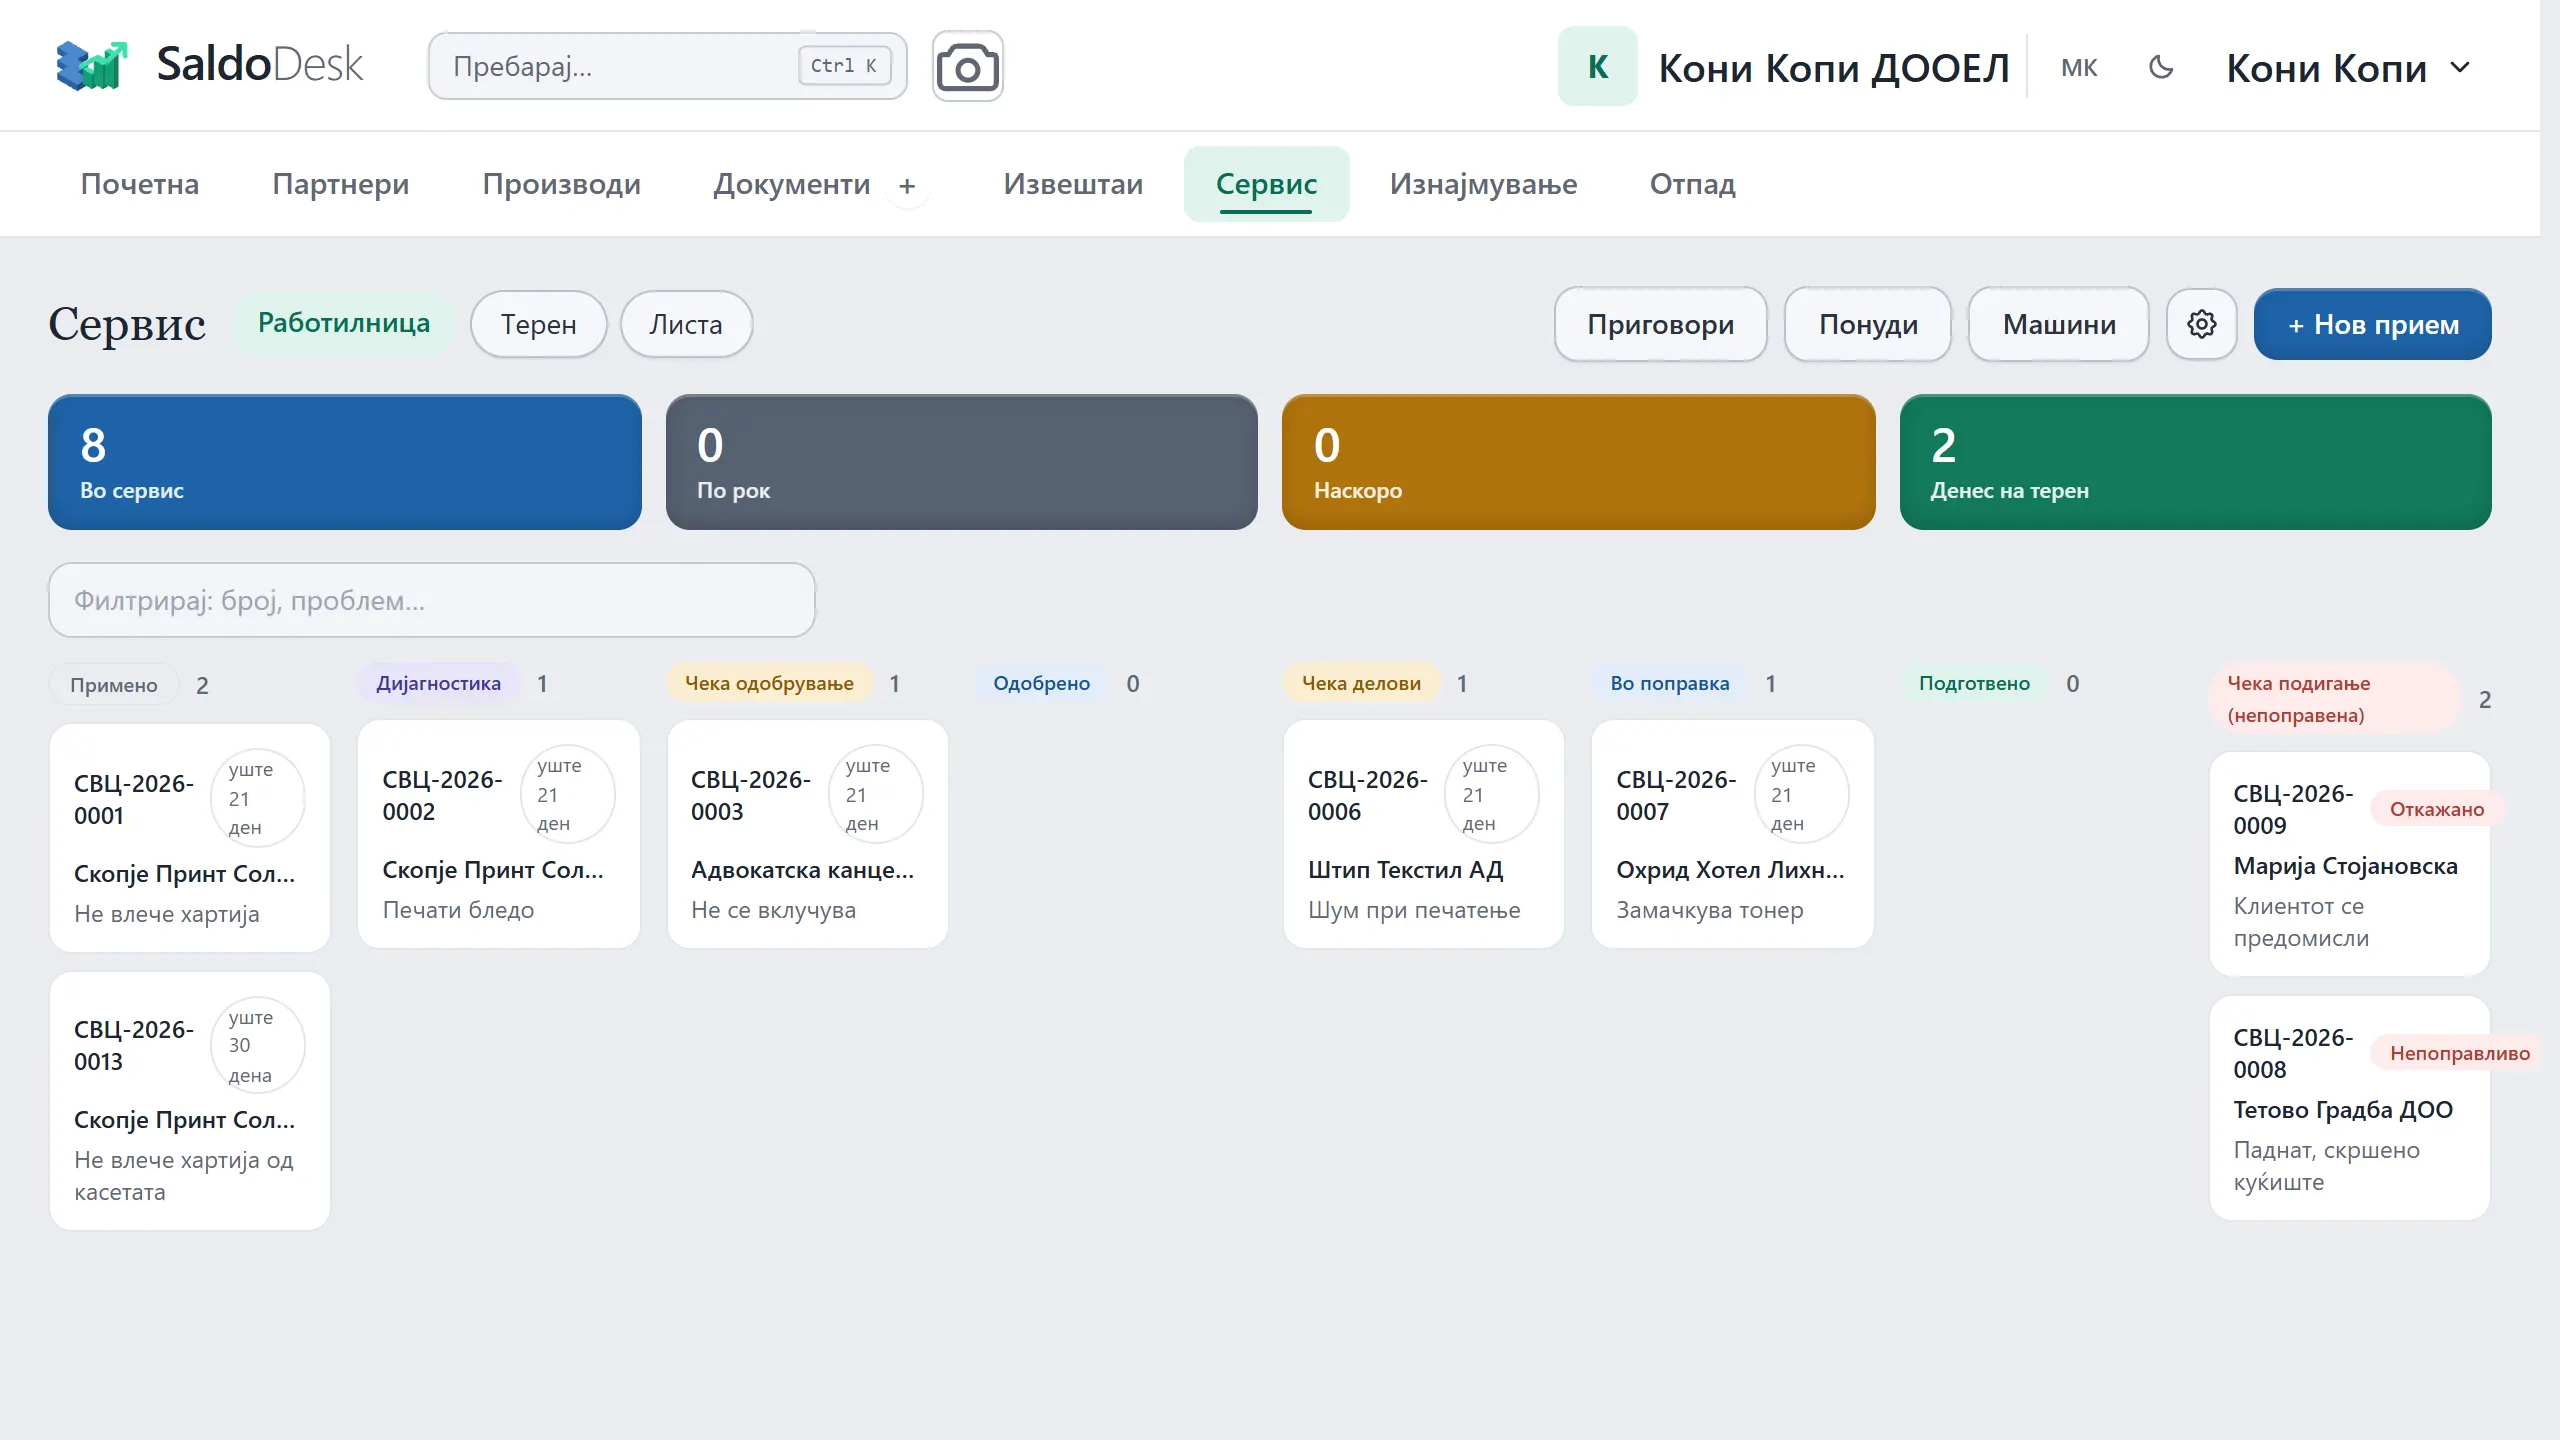 SaldoDesk
Пребарај...
Ctrl K
К
Кони Копи ДООЕЛ
МК
Кони Копи
Почетна
Партнери
Производи
Документи
+
Извештаи
Сервис
Изнајмување
Отпад
Сервис
Работилница
Терен
Листа
Приговори
Понуди
Машини
+ Нов прием
8
Во сервис
0
По рок
0
Наскоро
2
Денес на терен
Филтрирај: број, проблем...
Примено 2
СВЦ-2026-
0001
уште
21
ден
Скопје Принт Сол...
Не влече хартија
СВЦ-2026-
0013
уште
30
дена
Скопје Принт Сол...
Не влече хартија од
касетата
Дијагностика 1
СВЦ-2026-
0002
уште
21
ден
Скопје Принт Сол...
Печати бледо
Чека одобрување 1
СВЦ-2026-
0003
уште
21
ден
Адвокатска канце...
Не се вклучува
Одобрено 0
Чека делови 1
СВЦ-2026-
0006
уште
21
ден
Штип Текстил АД
Шум при печатење
Во поправка 1
СВЦ-2026-
0007
уште
21
ден
Охрид Хотел Лихн...
Замачкува тонер
Подготвено 0
Чека подигање
(непоправена)
2
СВЦ-2026-
0009
Откажано
Марија Стојановска
Клиентот се
предомисли
СВЦ-2026-
0008
Непоправливо
Тетово Градба ДОО
Паднат, скршено
куќиште